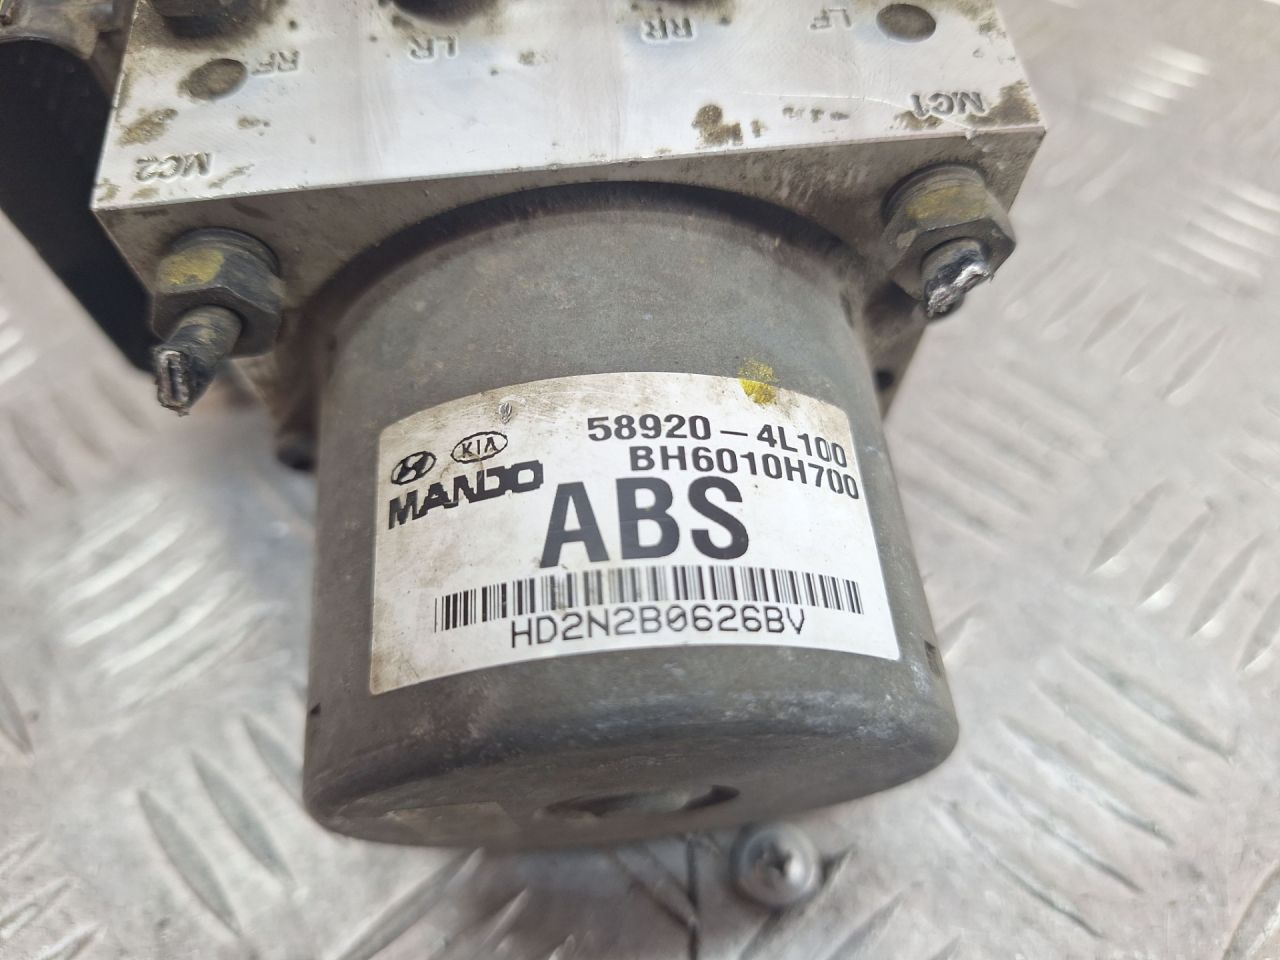 RF LR RR LF
MC2 MC1
58920-4L100
KIA
BH6010H700
MANDO
ABS
HD2N2B0626BV